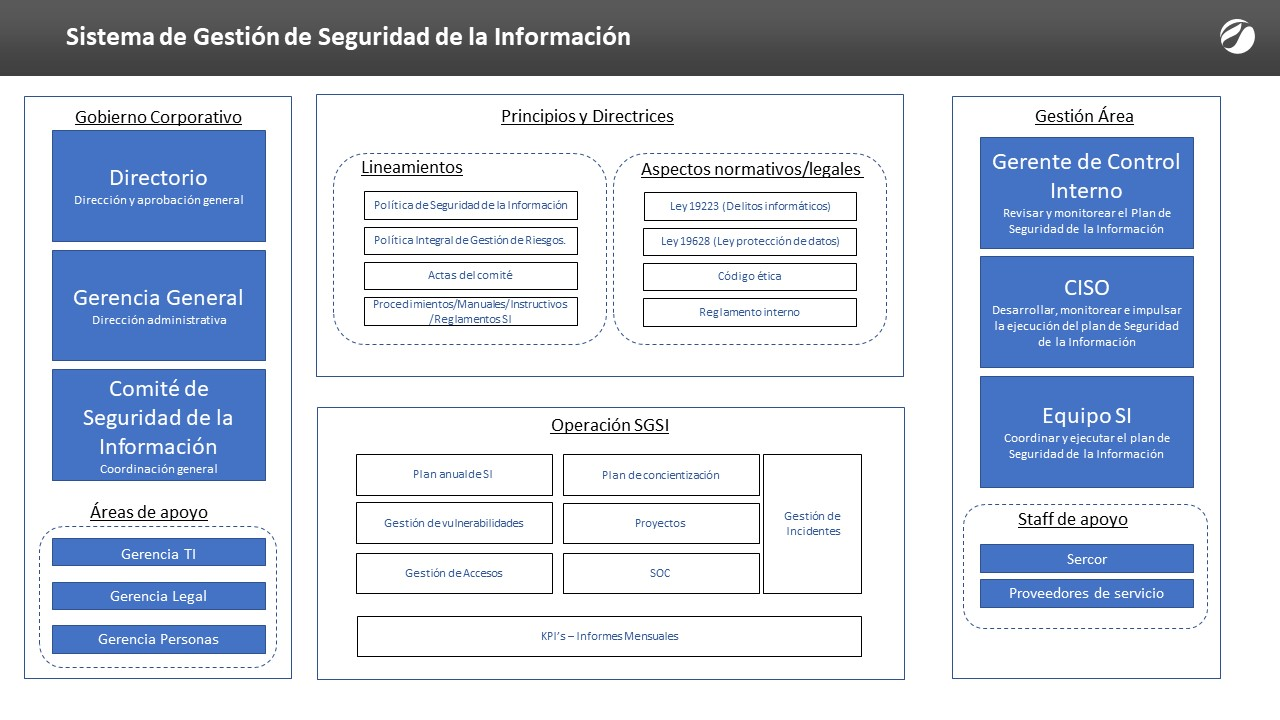 Sistema de Gestión de Seguridad de la Información
Gobierno Corporativo
Directorio
Dirección y aprobación general
Gerencia General
Dirección administrativa
Comité de
Seguridad de la
Información
Coordinación general
Áreas de apoyo
Gerencia TI
Gerencia Legal
Gerencia Personas
Principios y Directrices
Lineamientos
Política de Seguridad de la Información
Política Integral de Gestión de Riesgos.
Actas del comité
Procedimientos/Manuales/Instructivos
/Reglamentos SI
Aspectos normativos/legales
Ley 19223 (Delitos informáticos)
Ley 19628 (Ley protección de datos)
Código ética
Reglamento interno
Operación SGSI
Plan anual de SI
Plan de concientización
Gestión de vulnerabilidades
Proyectos
Gestión de Accesos
SOC
Gestión de
Incidentes
KPI's – Informes Mensuales
Gestión Área
Gerente de Control
Interno
Revisar y monitorear el Plan de
Seguridad de la Información
CISO
Desarrollar, monitorear e impulsar
la ejecución del plan de Seguridad
de la Información
Equipo SI
Coordinar y ejecutar el plan de
Seguridad de la Información
Staff de apoyo
Sercor
Proveedores de servicio